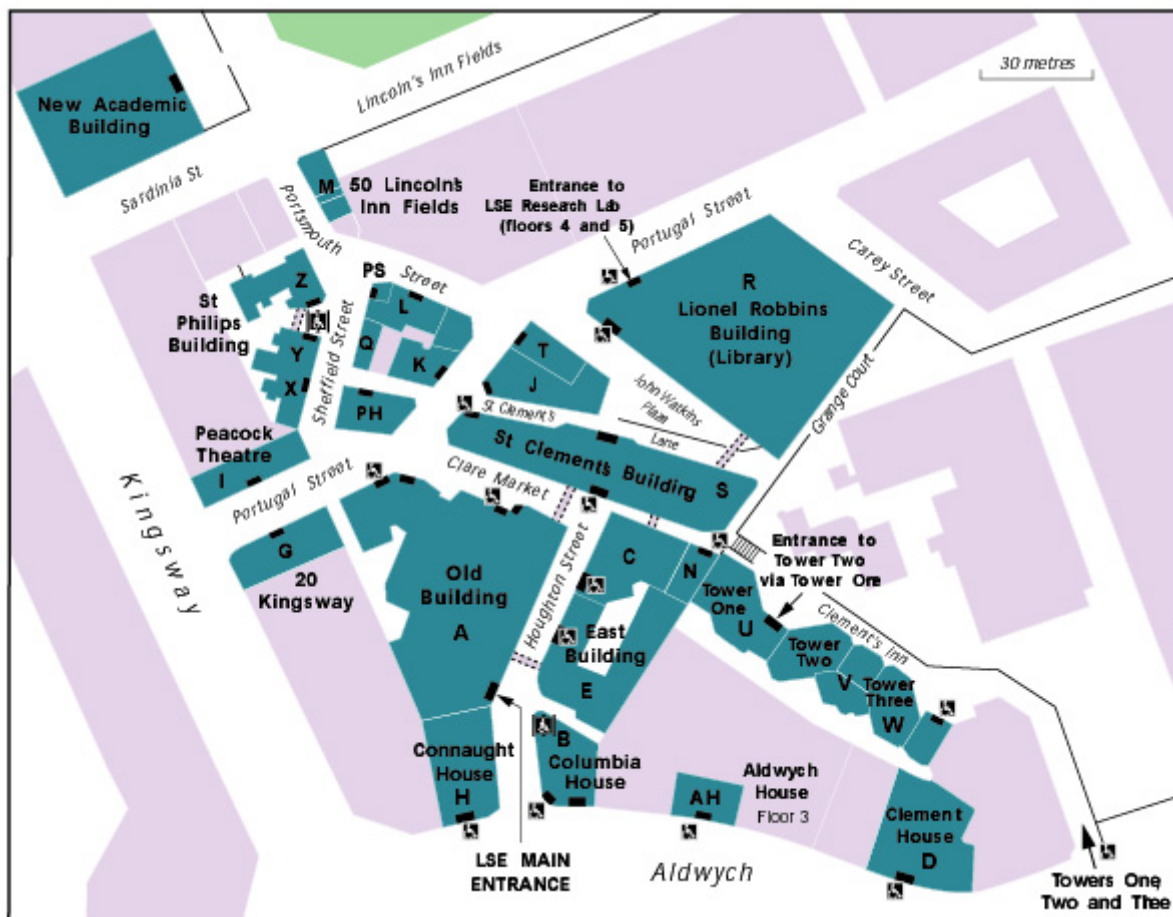 Lincoln's Inn Fields
30 metres
New Academic
Building
Sardinia St
Portsmouth
Street
M
50 Lincoln's
Inn Fields
Entrance to
LSE Research Lab
(floors 4 and 5)
Portugal Street
Carey Street
Z
PS
L
St
Philips
Building
Y
X
Sheffield Street
Q
K
PH
T
J
R
Lionel Robbins
Building
(Library)
John Watkins
Plaza
Grange Court
St Clement's
Lane
St Clement's Building S
Peacock
Theatre
I
Portugal Street
Clare Market
Kingsway
G
20
Kingsway
Old
Building
A
Houghton Street
C
N
East
Building
E
Tower
One
U
Entrance to
Tower Two
via Tower One
Clement's Inn
Tower
Two
V
Tower
Three
W
Connaught
House
H
B
Columbia
House
AH
Aldwych
House
Floor 3
Clement
House
D
LSE MAIN
ENTRANCE
Aldwych
Towers One,
Two and Thee